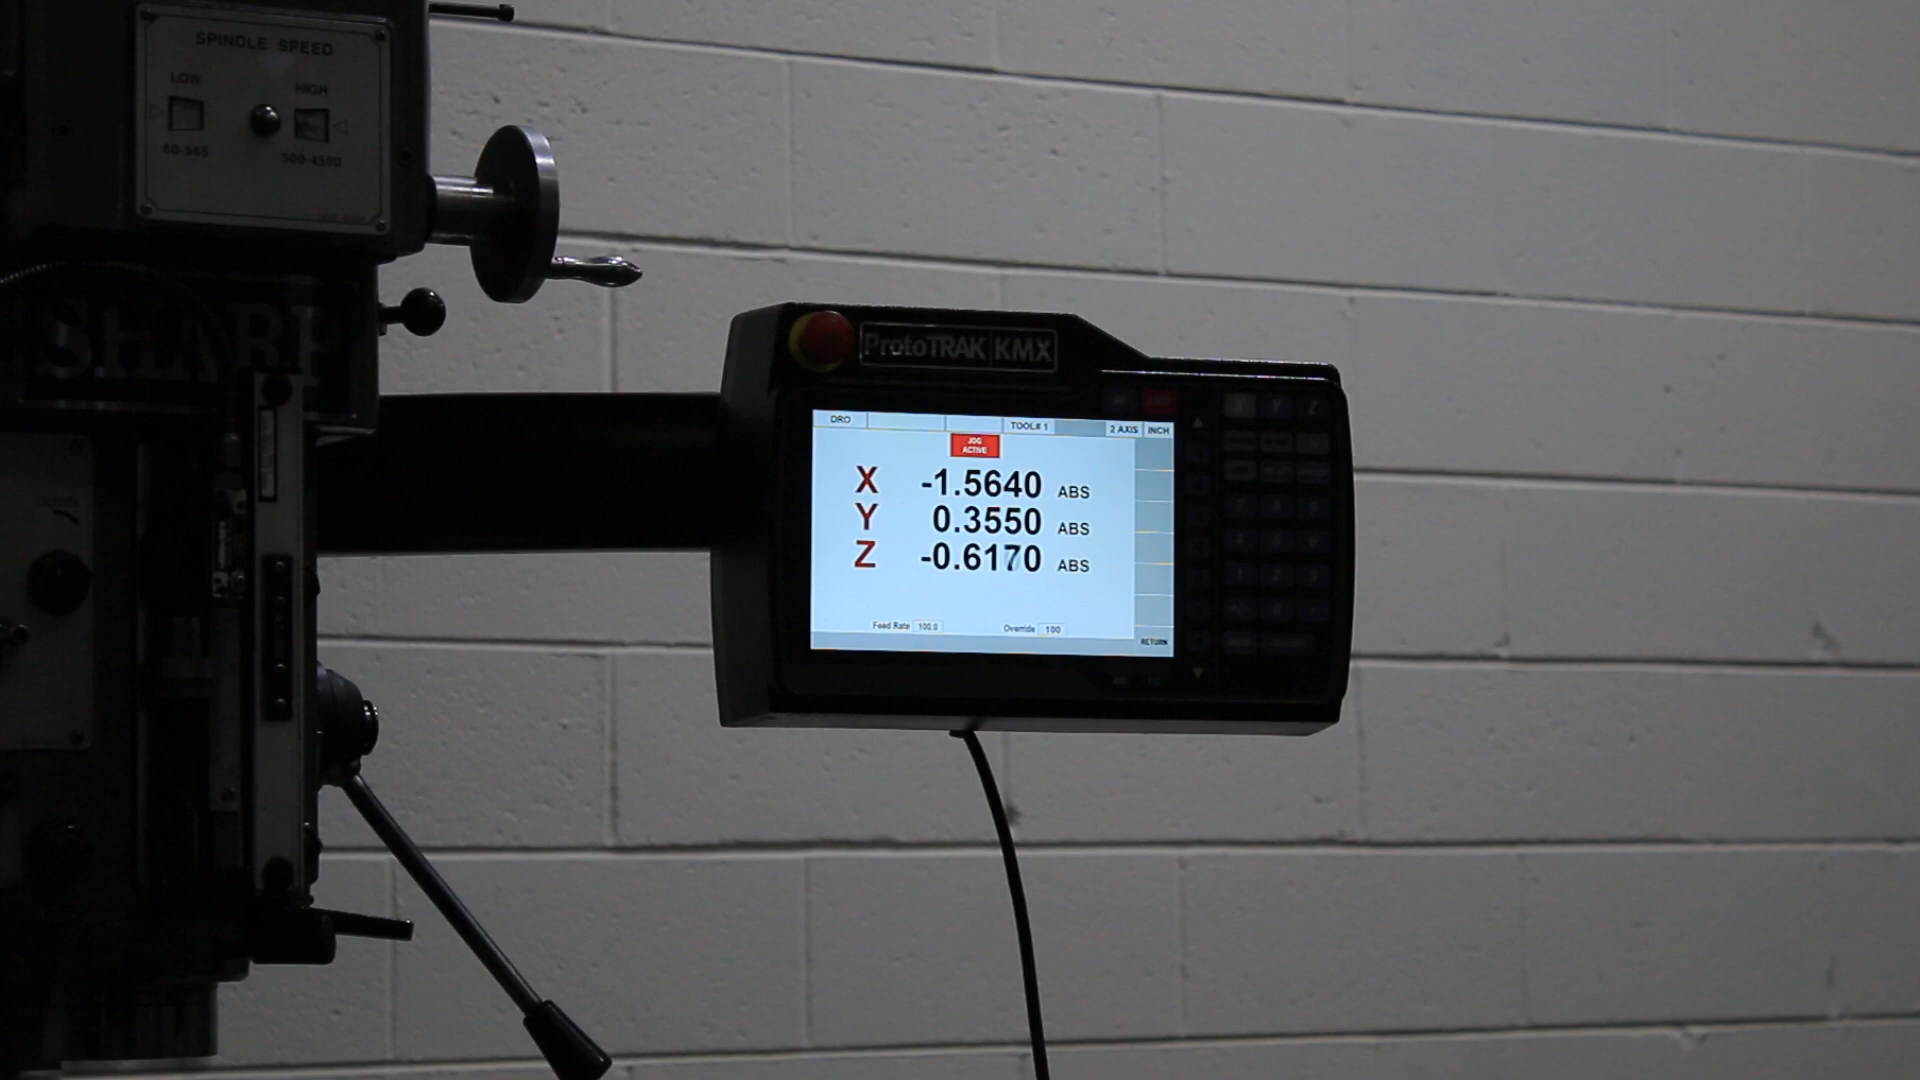 SPINDLE SPEED
LOW
HIGH
60-565
500-4500
SHARP
ProtoTRAK KMX
DRO
TOOL# 1
2 AXIS
INCH
JOG
ACTIVE
X -1.5640 ABS
Y 0.3550 ABS
Z -0.6170 ABS
Feed Rate 100.0
Override 100
RETURN